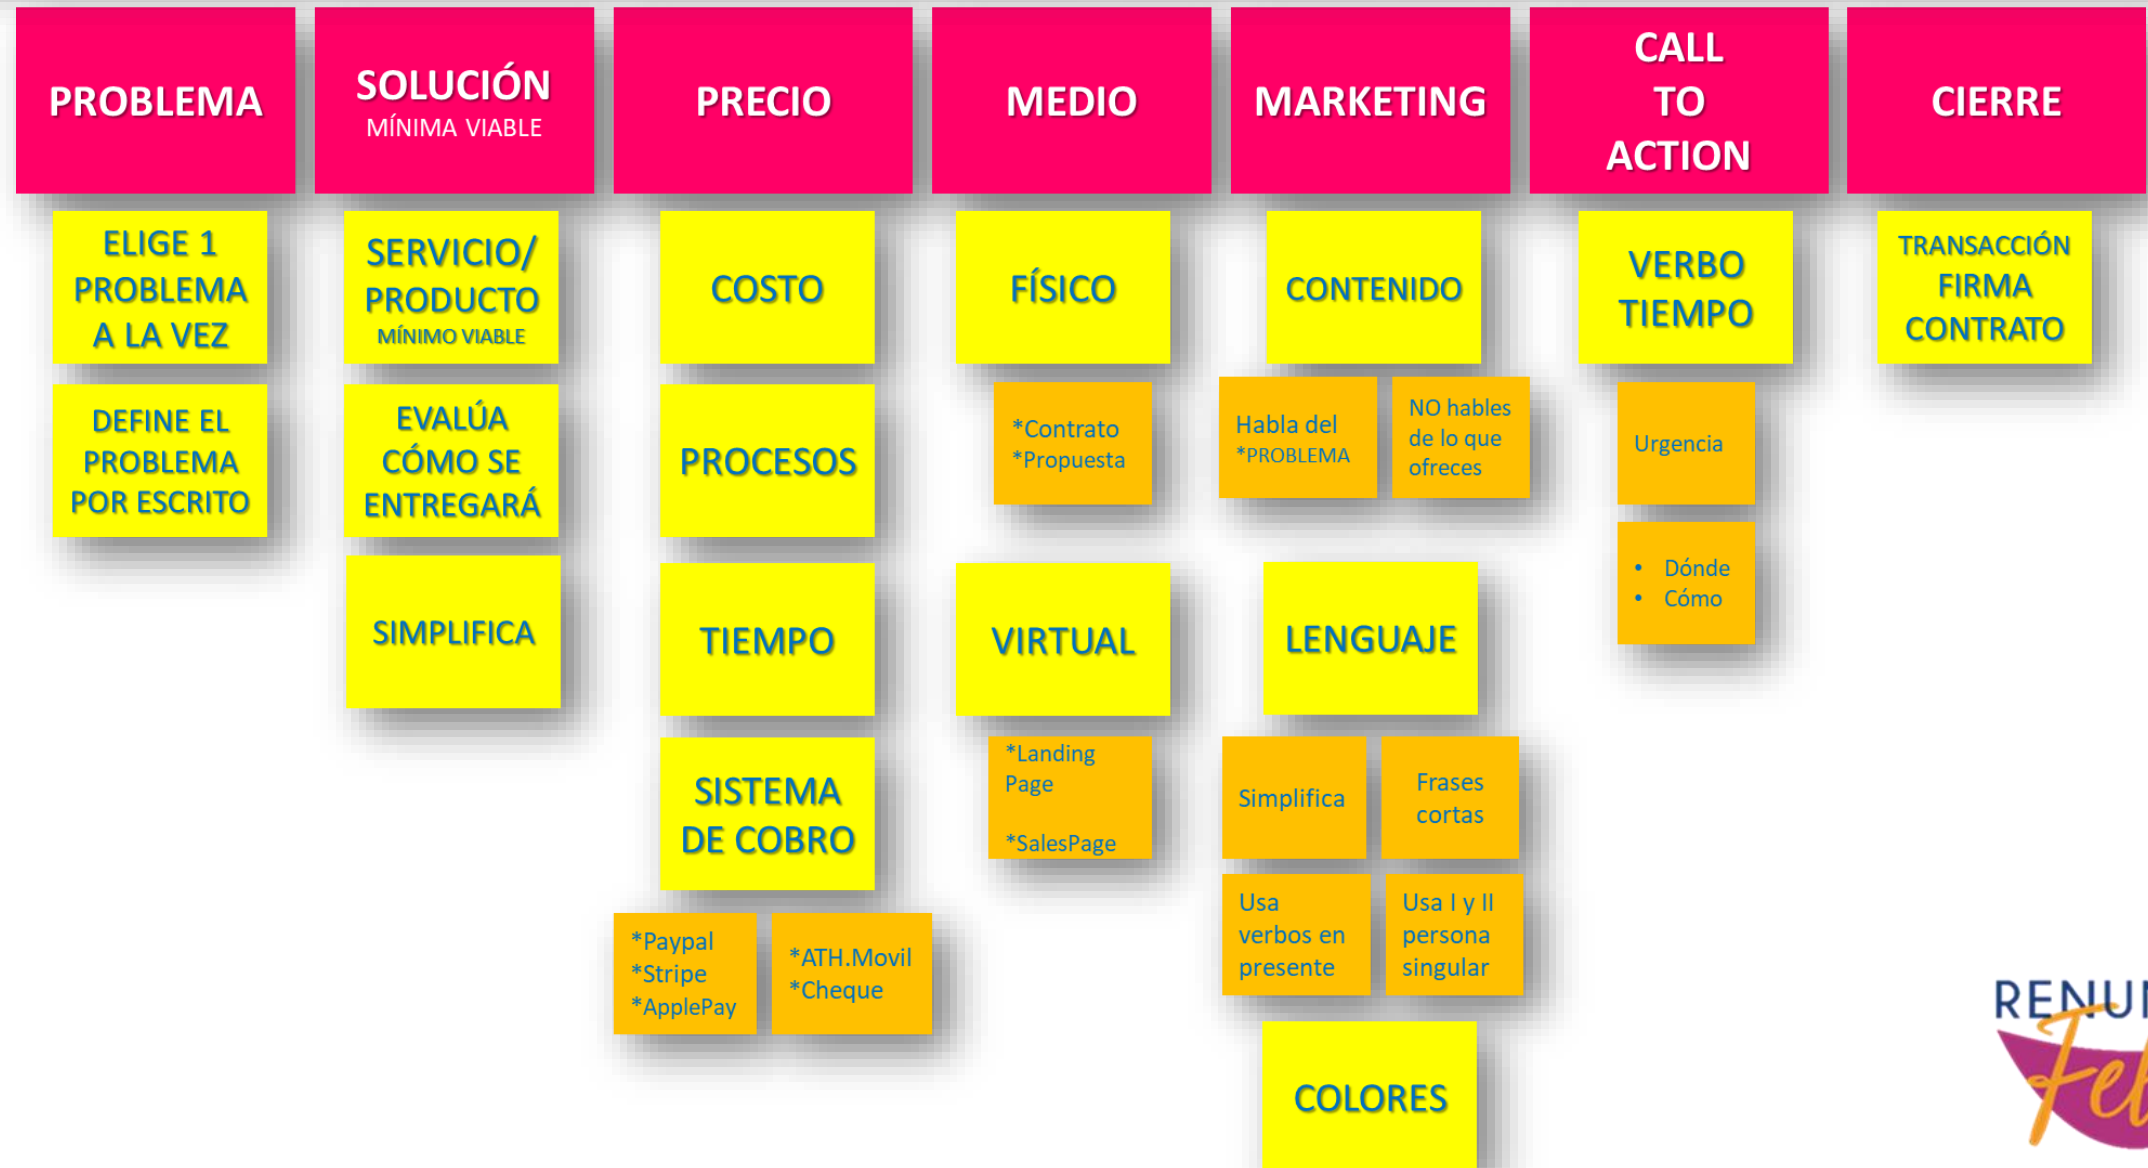 PROBLEMA
ELIGE 1
PROBLEMA
A LA VEZ
DEFINE EL
PROBLEMA
POR ESCRITO
SOLUCIÓN
MÍNIMA VIABLE
SERVICIO/
PRODUCTO
MÍNIMO VIABLE
EVALÚA
CÓMO SE
ENTREGARÁ
SIMPLIFICA
PRECIO
COSTO
PROCESOS
TIEMPO
SISTEMA
DE COBRO
*Paypal
*Stripe
*ApplePay
*ATH.Movil
*Cheque
MEDIO
FÍSICO
*Contrato
*Propuesta
VIRTUAL
*Landing
Page
*SalesPage
MARKETING
CONTENIDO
Habla del
*PROBLEMA
NO hables
de lo que
ofreces
LENGUAJE
Simplifica
Frases
cortas
Usa
verbos en
presente
Usa I y II
persona
singular
COLORES
CALL
TO
ACTION
VERBO
TIEMPO
Urgencia
• Dónde
• Cómo
CIERRE
TRANSACCIÓN
FIRMA
CONTRATO